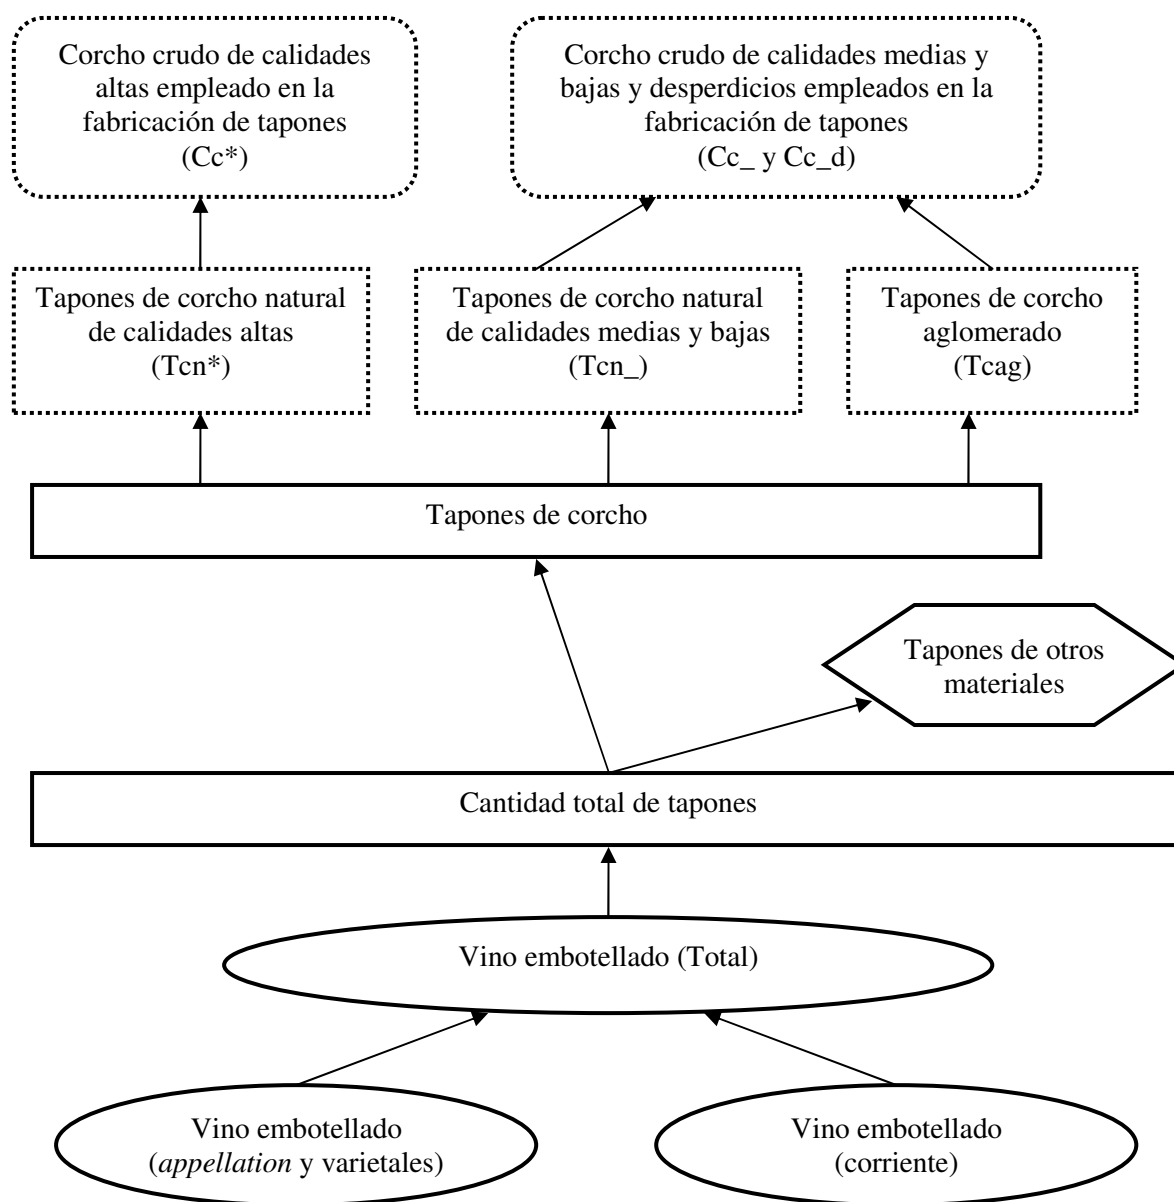 Corcho crudo de calidades
altas empleado en la
fabricación de tapones
(Cc*)
Corcho crudo de calidades medias y
bajas y desperdicios empleados en la
fabricación de tapones
(Cc_ y Cc_d)
Tapones de corcho natural
de calidades altas
(Tcn*)
Tapones de corcho natural
de calidades medias y bajas
(Tcn_)
Tapones de corcho
aglomerado
(Tcag)
Tapones de corcho
Tapones de otros
materiales
Cantidad total de tapones
Vino embotellado (Total)
Vino embotellado
(appellation y varietales)
Vino embotellado
(corriente)